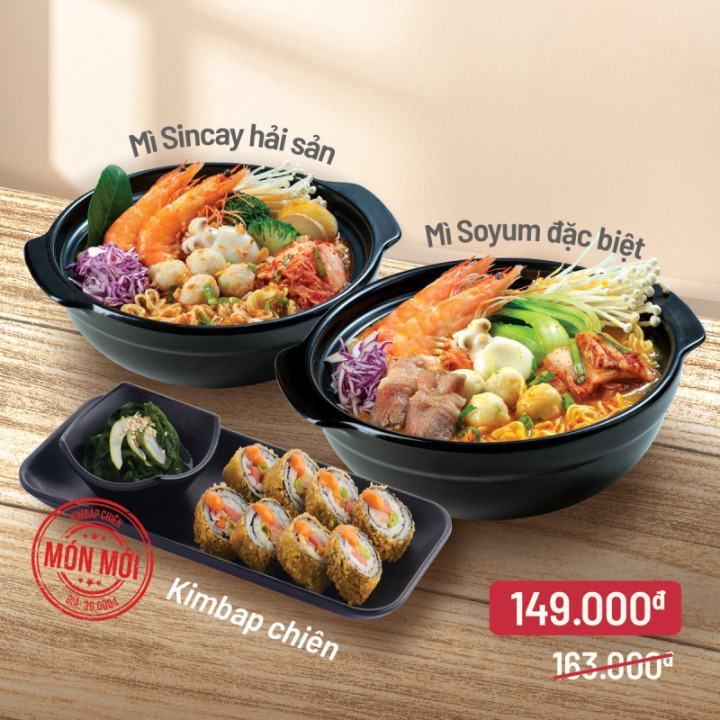 Mì Sincay hải sản
Mì Soyum đặc biệt
KIMBAP CHIÊN
MÓN MỚI
GIÁ: 36.000đ
Kimbap chiên
149.000đ
163.000đ